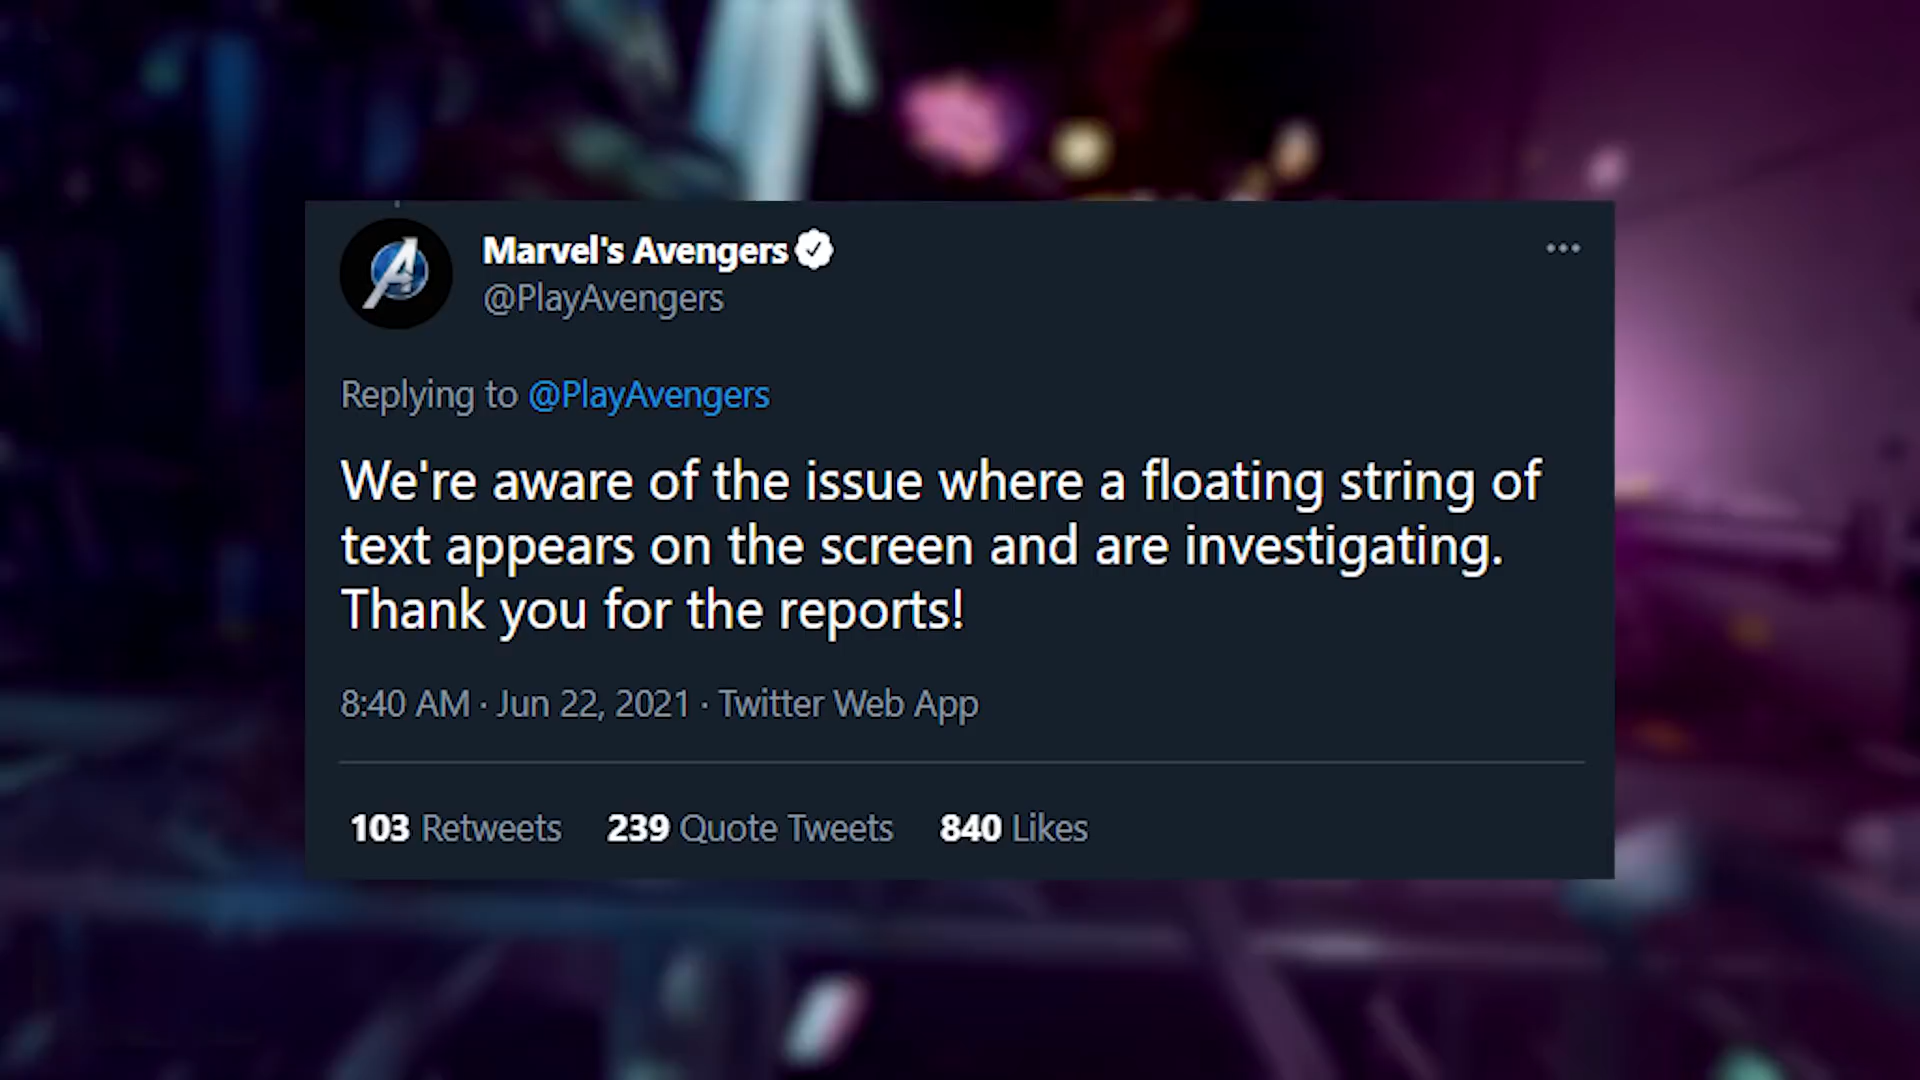 Marvel's Avengers
@PlayAvengers
Replying to @PlayAvengers
We're aware of the issue where a floating string of
text appears on the screen and are investigating.
Thank you for the reports!
8:40 AM · Jun 22, 2021 · Twitter Web App
103 Retweets 239 Quote Tweets 840 Likes